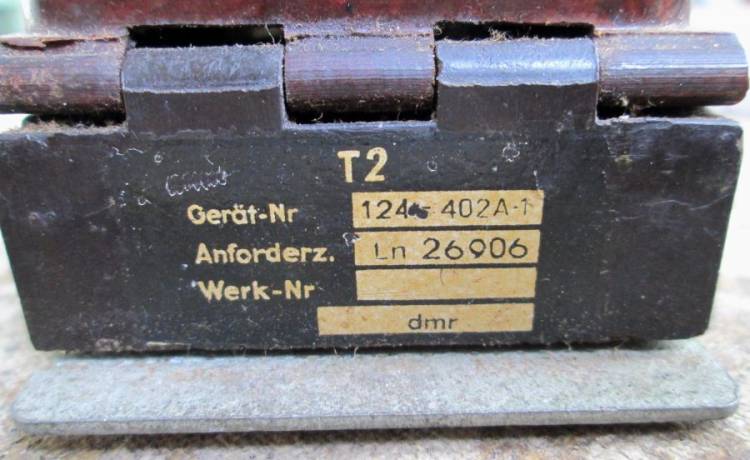 T2
Gerät-Nr 124-402A-1
Anforderz. Ln 26906
Werk-Nr
dmr